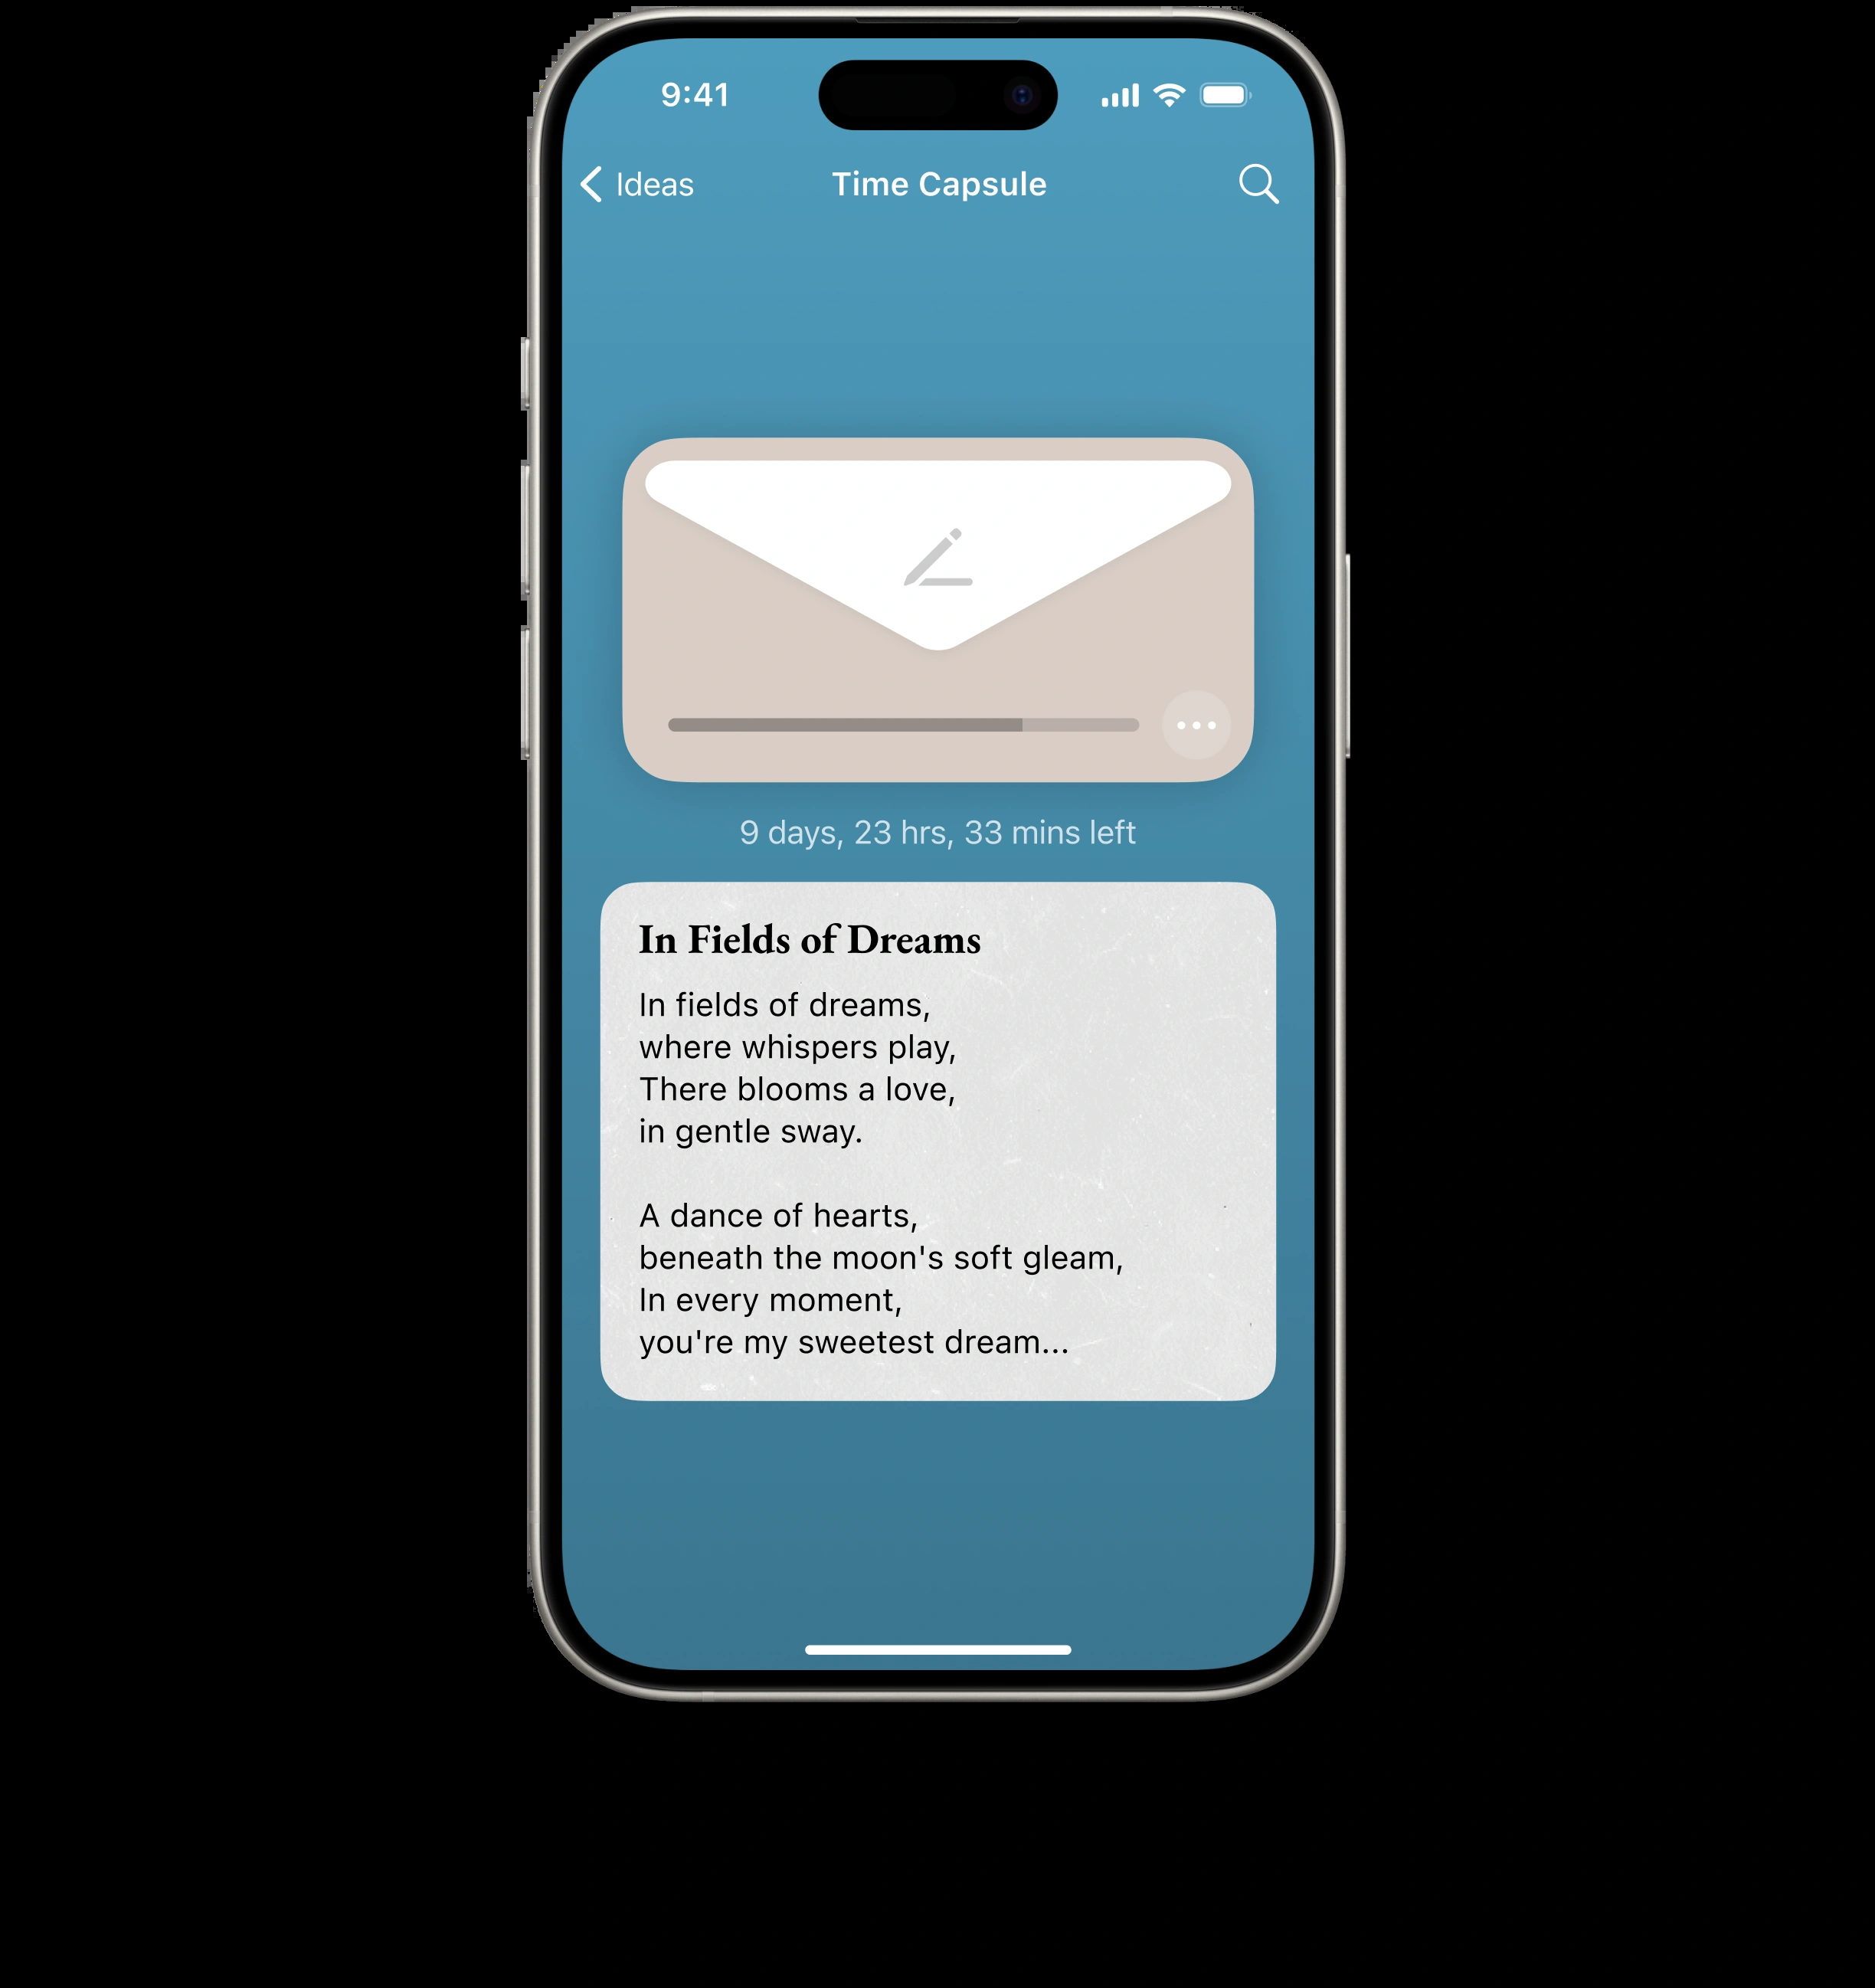 9:41
Ideas
Time Capsule
9 days, 23 hrs, 33 mins left
In Fields of Dreams
In fields of dreams,
where whispers play,
There blooms a love,
in gentle sway.
A dance of hearts,
beneath the moon's soft gleam,
In every moment,
you're my sweetest dream...